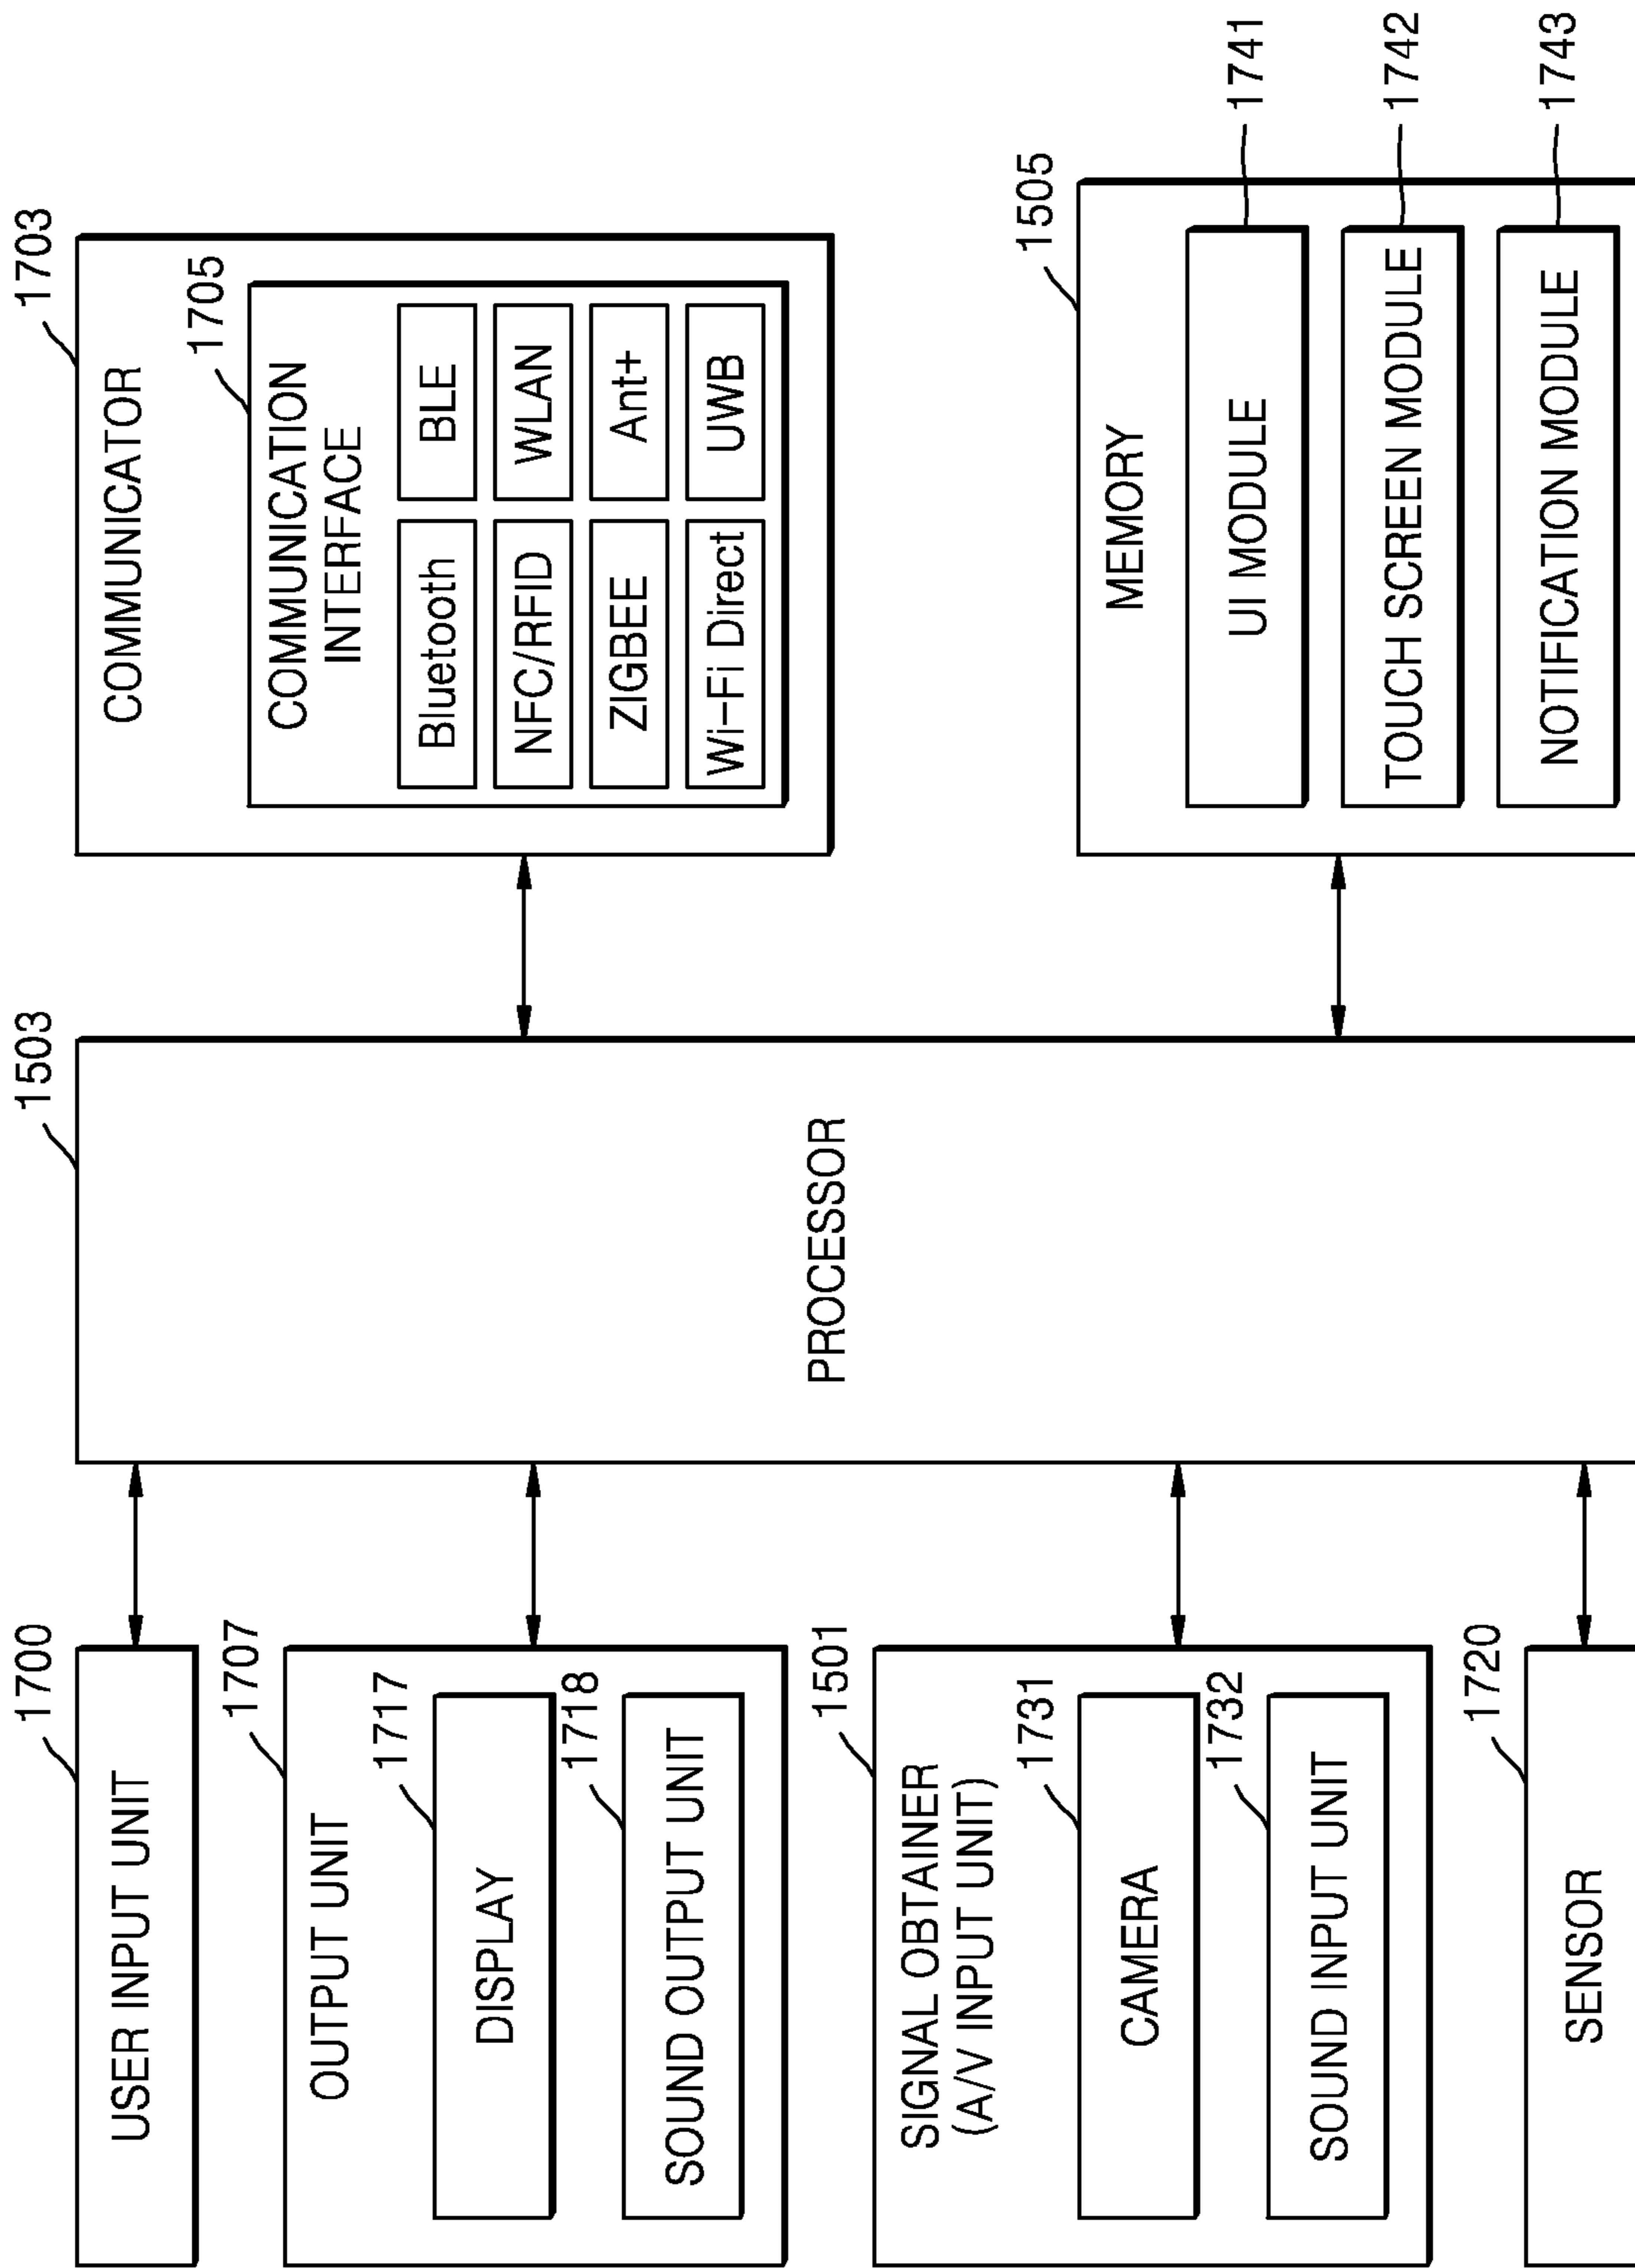 1700
USER INPUT UNIT
1707
OUTPUT UNIT
1717
DISPLAY
1718
SOUND OUTPUT UNIT
1501
SIGNAL OBTAINER
(A/V INPUT UNIT)
1731
CAMERA
1732
SOUND INPUT UNIT
1720
SENSOR
1503
PROCESSOR
1703
COMMUNICATOR
1705
COMMUNICATION
INTERFACE
Bluetooth
BLE
NFC/RFID
WLAN
ZIGBEE
Ant+
Wi-Fi Direct
UWB
1505
MEMORY
UI MODULE
1741
TOUCH SCREEN MODULE
1742
NOTIFICATION MODULE
1743